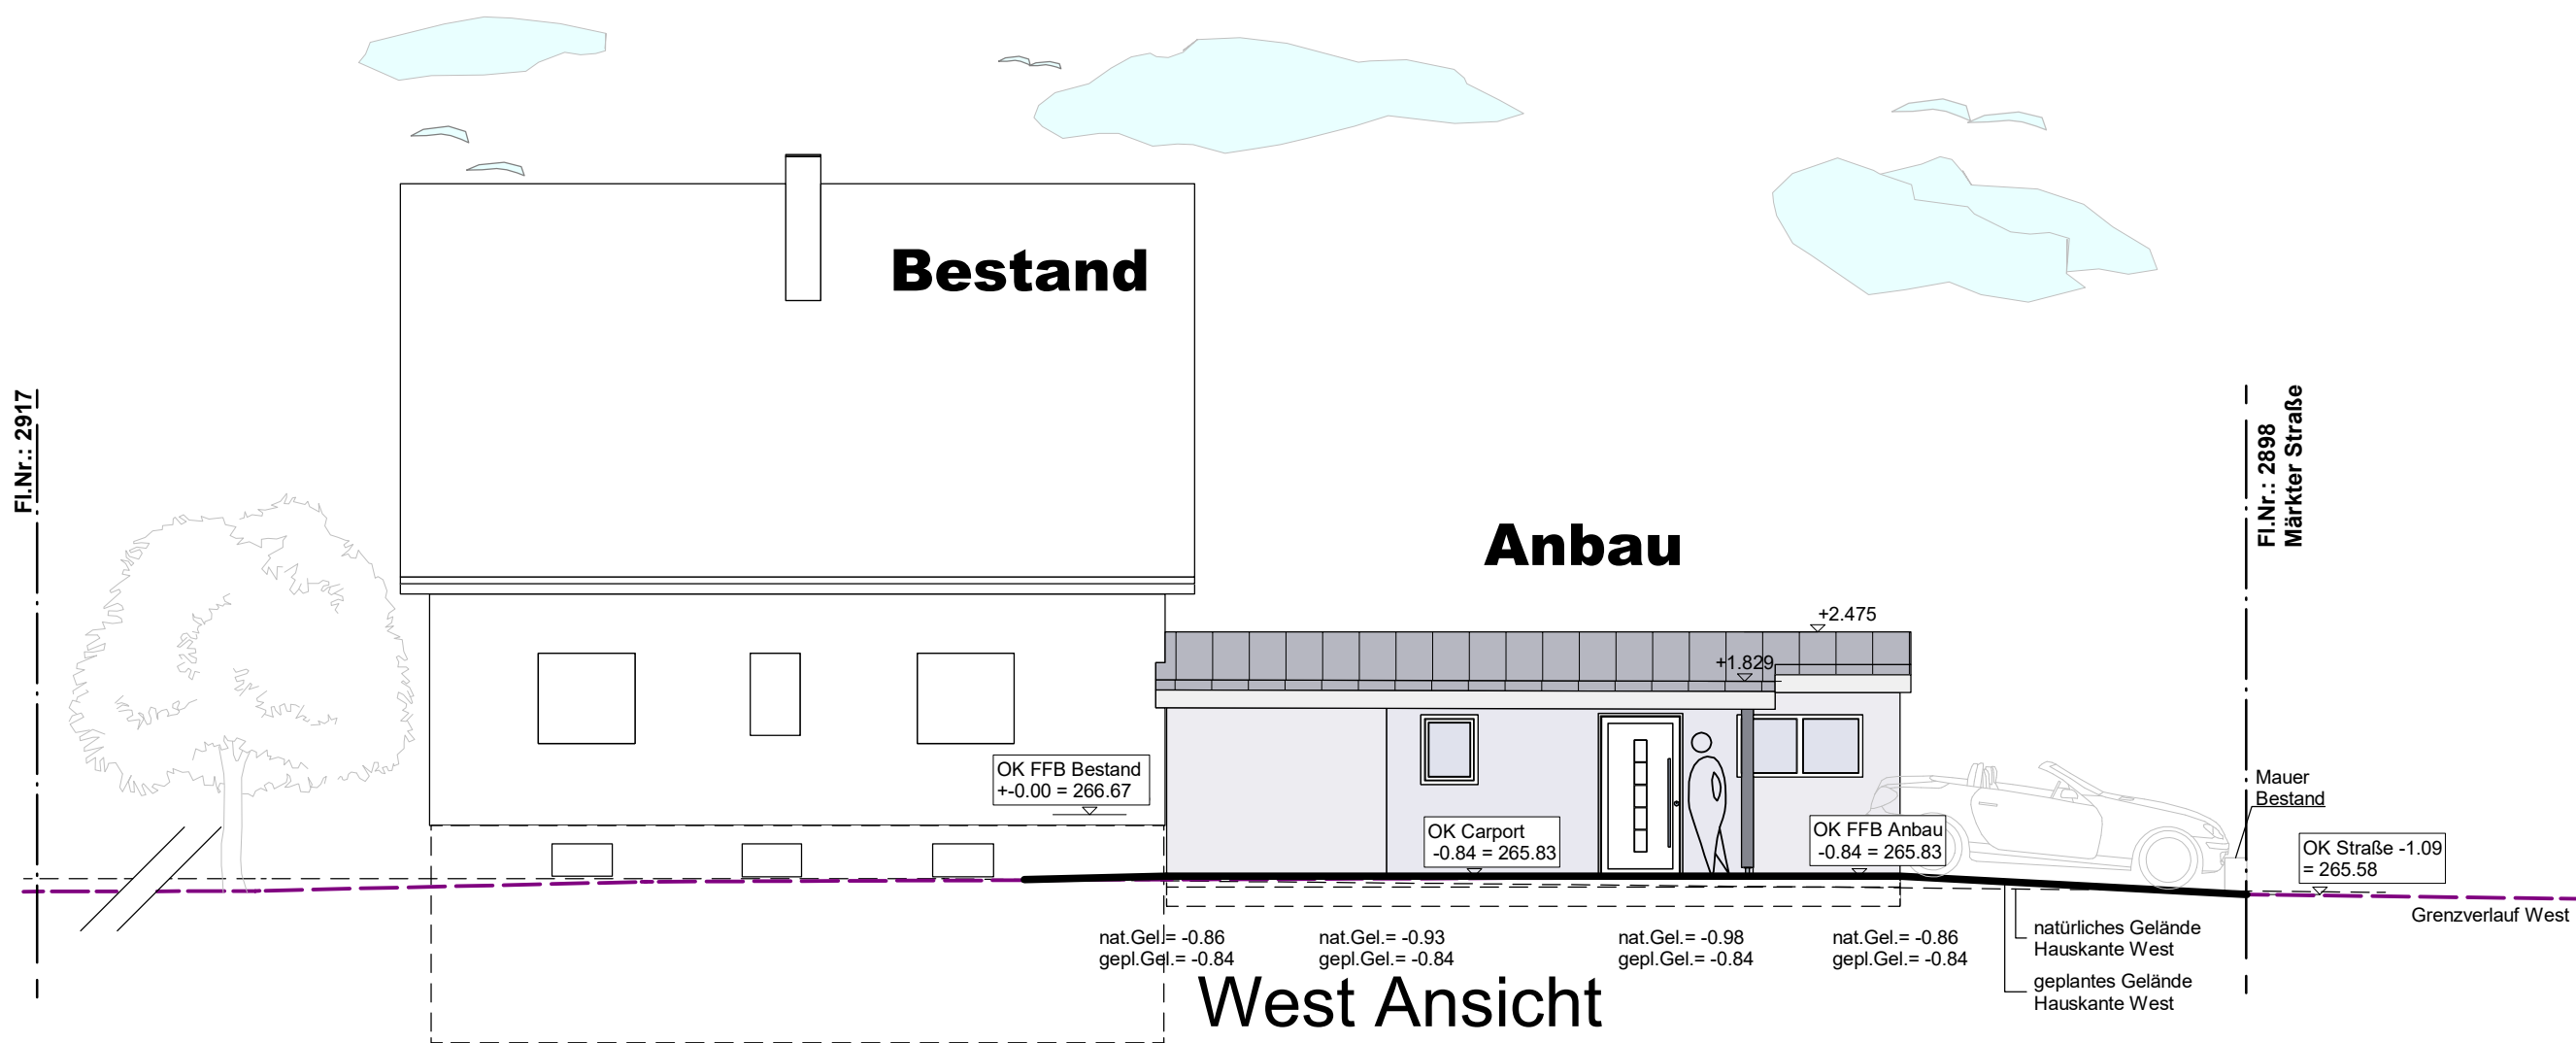 Bestand
Fl.Nr.: 2917
Fl.Nr.: 2898
Märkter Straße
Anbau
+2.475
+1.829
OK FFB Bestand
+-0.00 = 266.67
Mauer
Bestand
OK Carport
-0.84 = 265.83
OK FFB Anbau
-0.84 = 265.83
OK Straße -1.09
= 265.58
Grenzverlauf West
nat.Gel.= -0.86
gepl.Gel.= -0.84
nat.Gel.= -0.93
gepl.Gel.= -0.84
nat.Gel.= -0.98
gepl.Gel.= -0.84
nat.Gel.= -0.86
gepl.Gel.= -0.84
natürliches Gelände
Hauskante West
geplantes Gelände
Hauskante West
West Ansicht